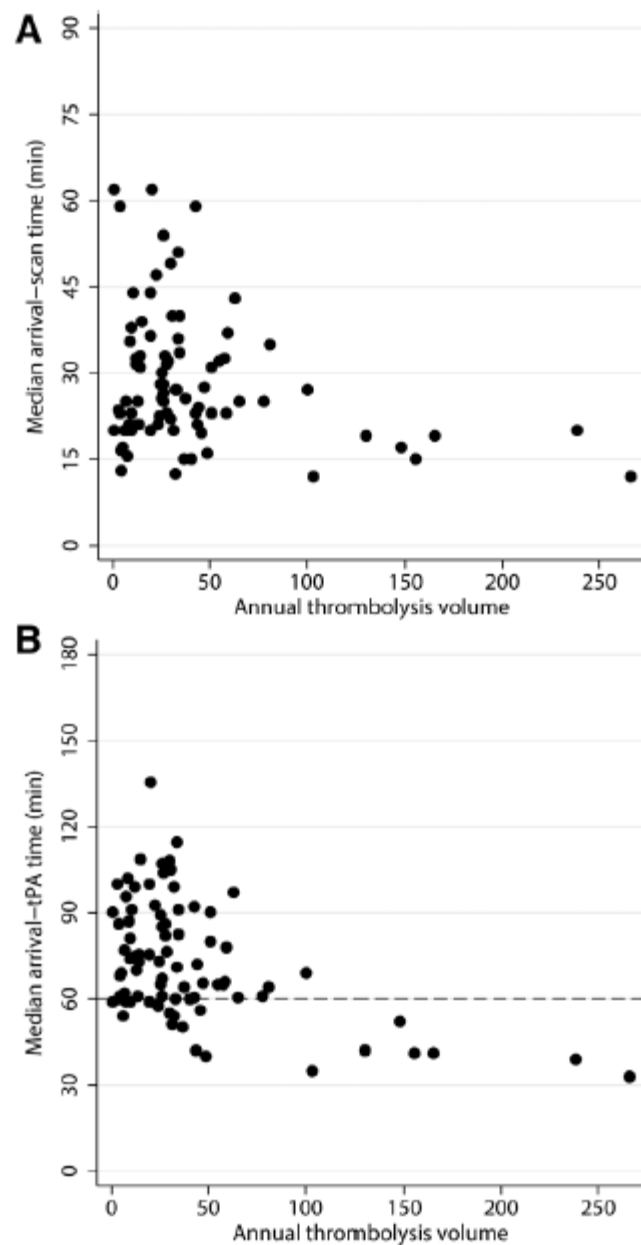 A
Median arrival–scan time (min)
90
75
60
45
30
15
0
0 50 100 150 200 250
Annual thrombolysis volume
B
Median arrival–tPA time (min)
180
150
120
90
60
30
0
0 50 100 150 200 250
Annual thrombolysis volume